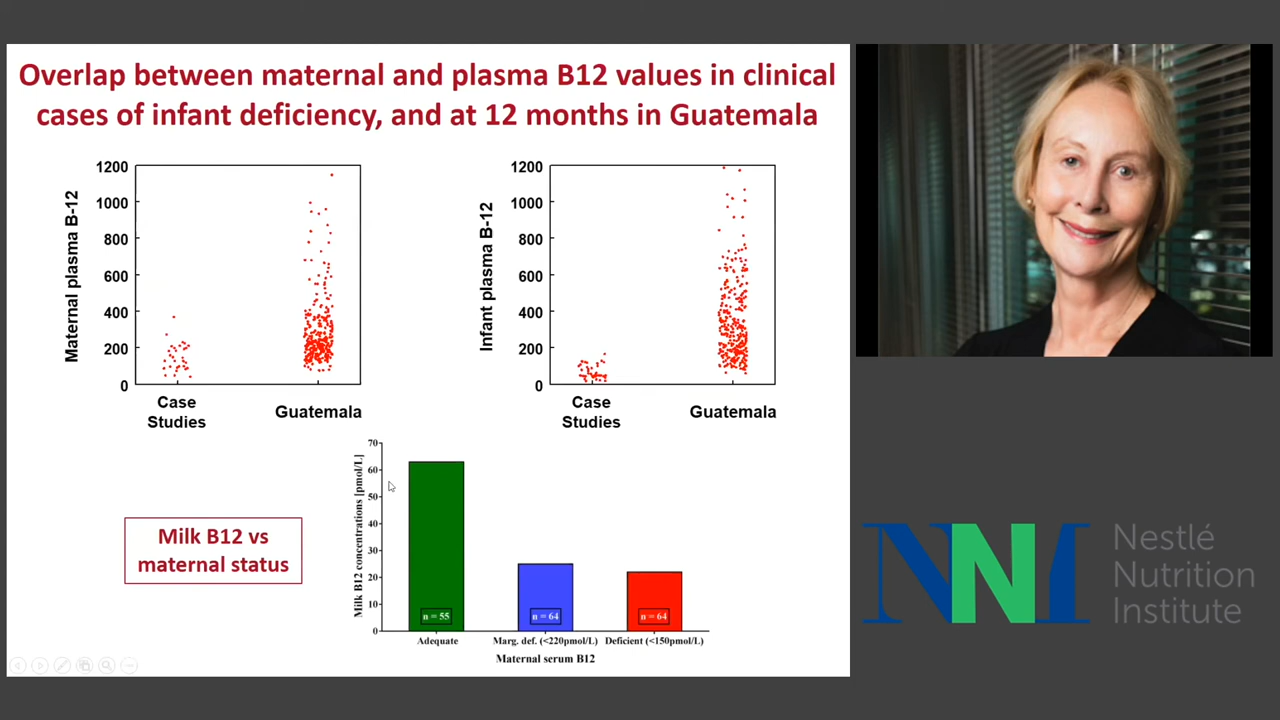 Overlap between maternal and plasma B12 values in clinical
cases of infant deficiency, and at 12 months in Guatemala
Maternal plasma B-12
1200
1000
800
600
400
200
0
Case
Studies
Guatemala
Infant plasma B-12
1200
1000
800
600
400
200
0
Case
Studies
Guatemala
Milk B12 vs
maternal status
Milk B12 concentrations [pmol/L]
70
60
50
40
30
20
10
0
n = 55
n = 64
n = 64
Adequate
Marg. def. (<220pmol/L)
Deficient (<150pmol/L)
Maternal serum B12
NNI
Nestlé
Nutrition
Institute